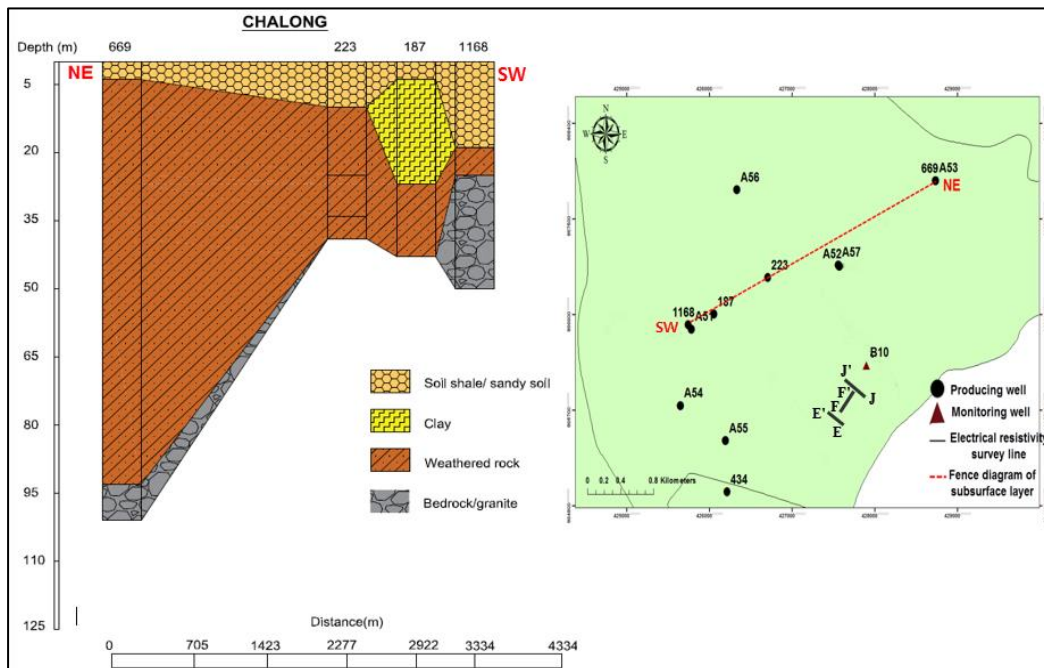 CHALONG
Depth (m) 669 223 187 1168
NE SW
5
20
35
50
65
80
95
110
125
Soil shale/ sandy soil
Clay
Weathered rock
Bedrock/granite
Distance(m)
0 705 1423 2277 2922 3334 4334
N
W E
S
A56
669A53
NE
A52A57
223
187
1168
A51
SW
B10
J'
F'
J
F
E'
E
A54
A55
434
0 0.2 0.4 0.8 Kilometers
Producing well
Monitoring well
Electrical resistivity
survey line
Fence diagram of
subsurface layer